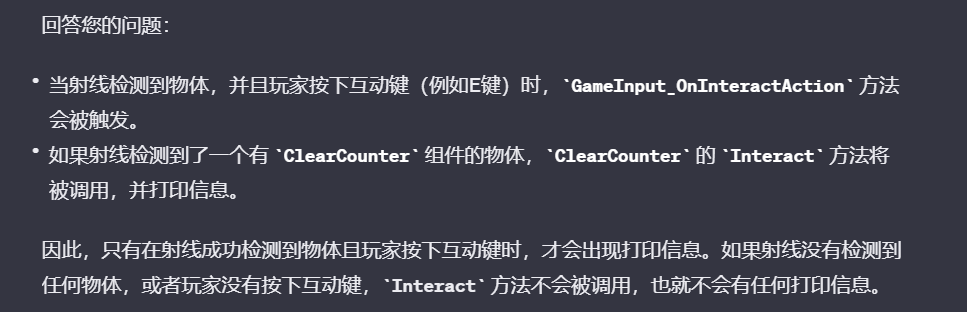 回答您的问题：
• 当射线检测到物体，并且玩家按下互动键（例如E键）时，`GameInput_OnInteractAction` 方法
会被触发。
• 如果射线检测到了一个有 `ClearCounter` 组件的物体，`ClearCounter` 的 `Interact` 方法将
被调用，并打印信息。
因此，只有在射线成功检测到物体且玩家按下互动键时，才会出现打印信息。如果射线没有检测到
任何物体，或者玩家没有按下互动键，`Interact` 方法不会被调用，也就不会有任何打印信息。